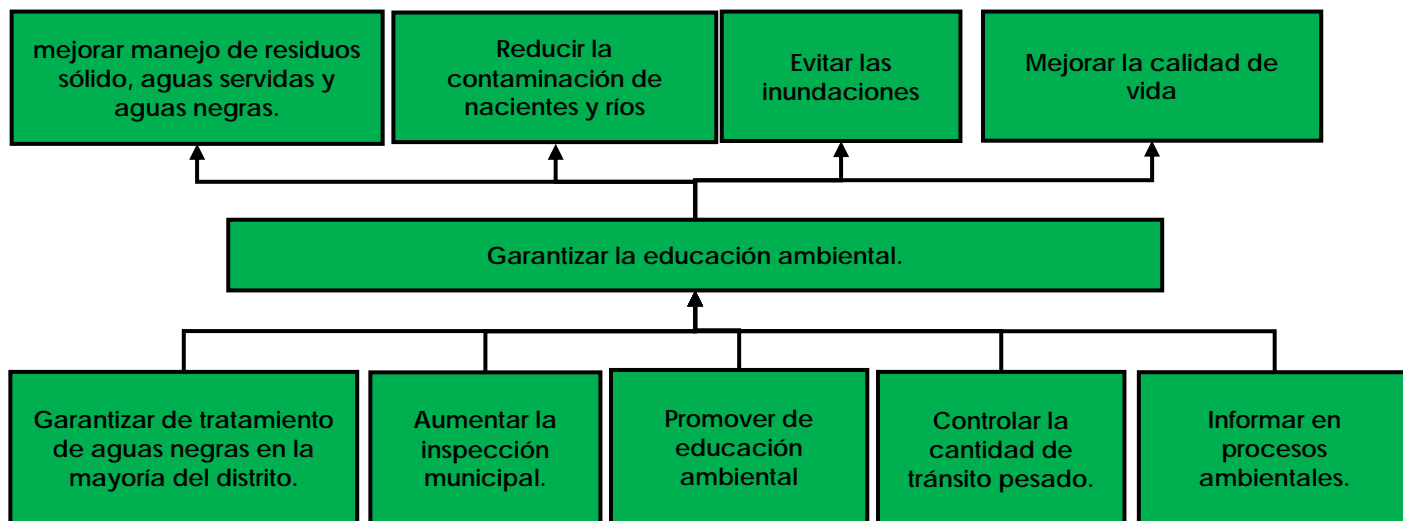 mejorar manejo de residuos
sólido, aguas servidas y
aguas negras.
Reducir la
contaminación de
nacientes y ríos
Evitar las
inundaciones
Mejorar la calidad de
vida
Garantizar la educación ambiental.
Garantizar de tratamiento
de aguas negras en la
mayoría del distrito.
Aumentar la
inspección
municipal.
Promover de
educación
ambiental
Controlar la
cantidad de
tránsito pesado.
Informar en
procesos
ambientales.